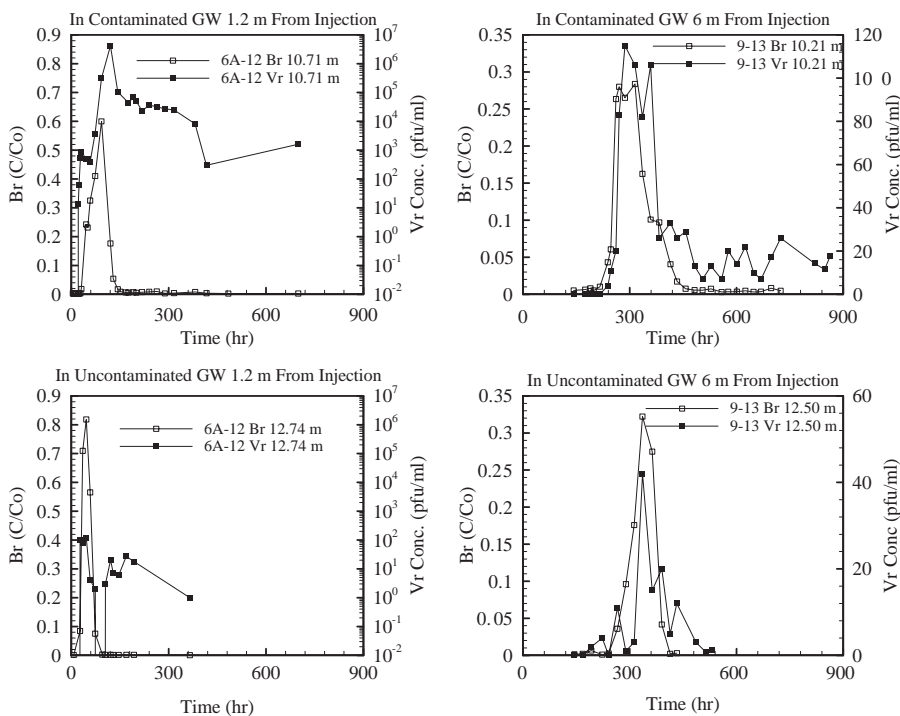 In Contaminated GW 1.2 m From Injection
6A-12 Br 10.71 m
6A-12 Vr 10.71 m
Br (C/Co)
0.9
0.8
0.7
0.6
0.5
0.4
0.3
0.2
0.1
0
10^7
10^6
10^5
10^4
10^3
10^2
10^1
10^0
10^-1
10^-2
Vr Conc. (pfu/ml)
0 300 600 900
Time (hr)
In Contaminated GW 6 m From Injection
9-13 Br 10.21 m
9-13 Vr 10.21 m
Br (C/Co)
0.35
0.3
0.25
0.2
0.15
0.1
0.05
0
120
10 0
80
60
40
20
0
Vr Conc. (pfu/ml)
0 300 600 900
Time (hr)
In Uncontaminated GW 1.2 m From Injection
6A-12 Br 12.74 m
6A-12 Vr 12.74 m
Br (C/Co)
0.9
0.8
0.7
0.6
0.5
0.4
0.3
0.2
0.1
0
10^7
10^6
10^5
10^4
10^3
10^2
10^1
10^0
10^-1
10^-2
Vr Conc. (pfu/ml)
0 300 600 900
Time (hr)
In Uncontaminated GW 6 m From Injection
9-13 Br 12.50 m
9-13 Vr 12.50 m
Br (C/Co)
0.35
0.3
0.25
0.2
0.15
0.1
0.05
0
60
40
20
0
Vr Conc (pfu/ml)
0 300 600 900
Time (hr)